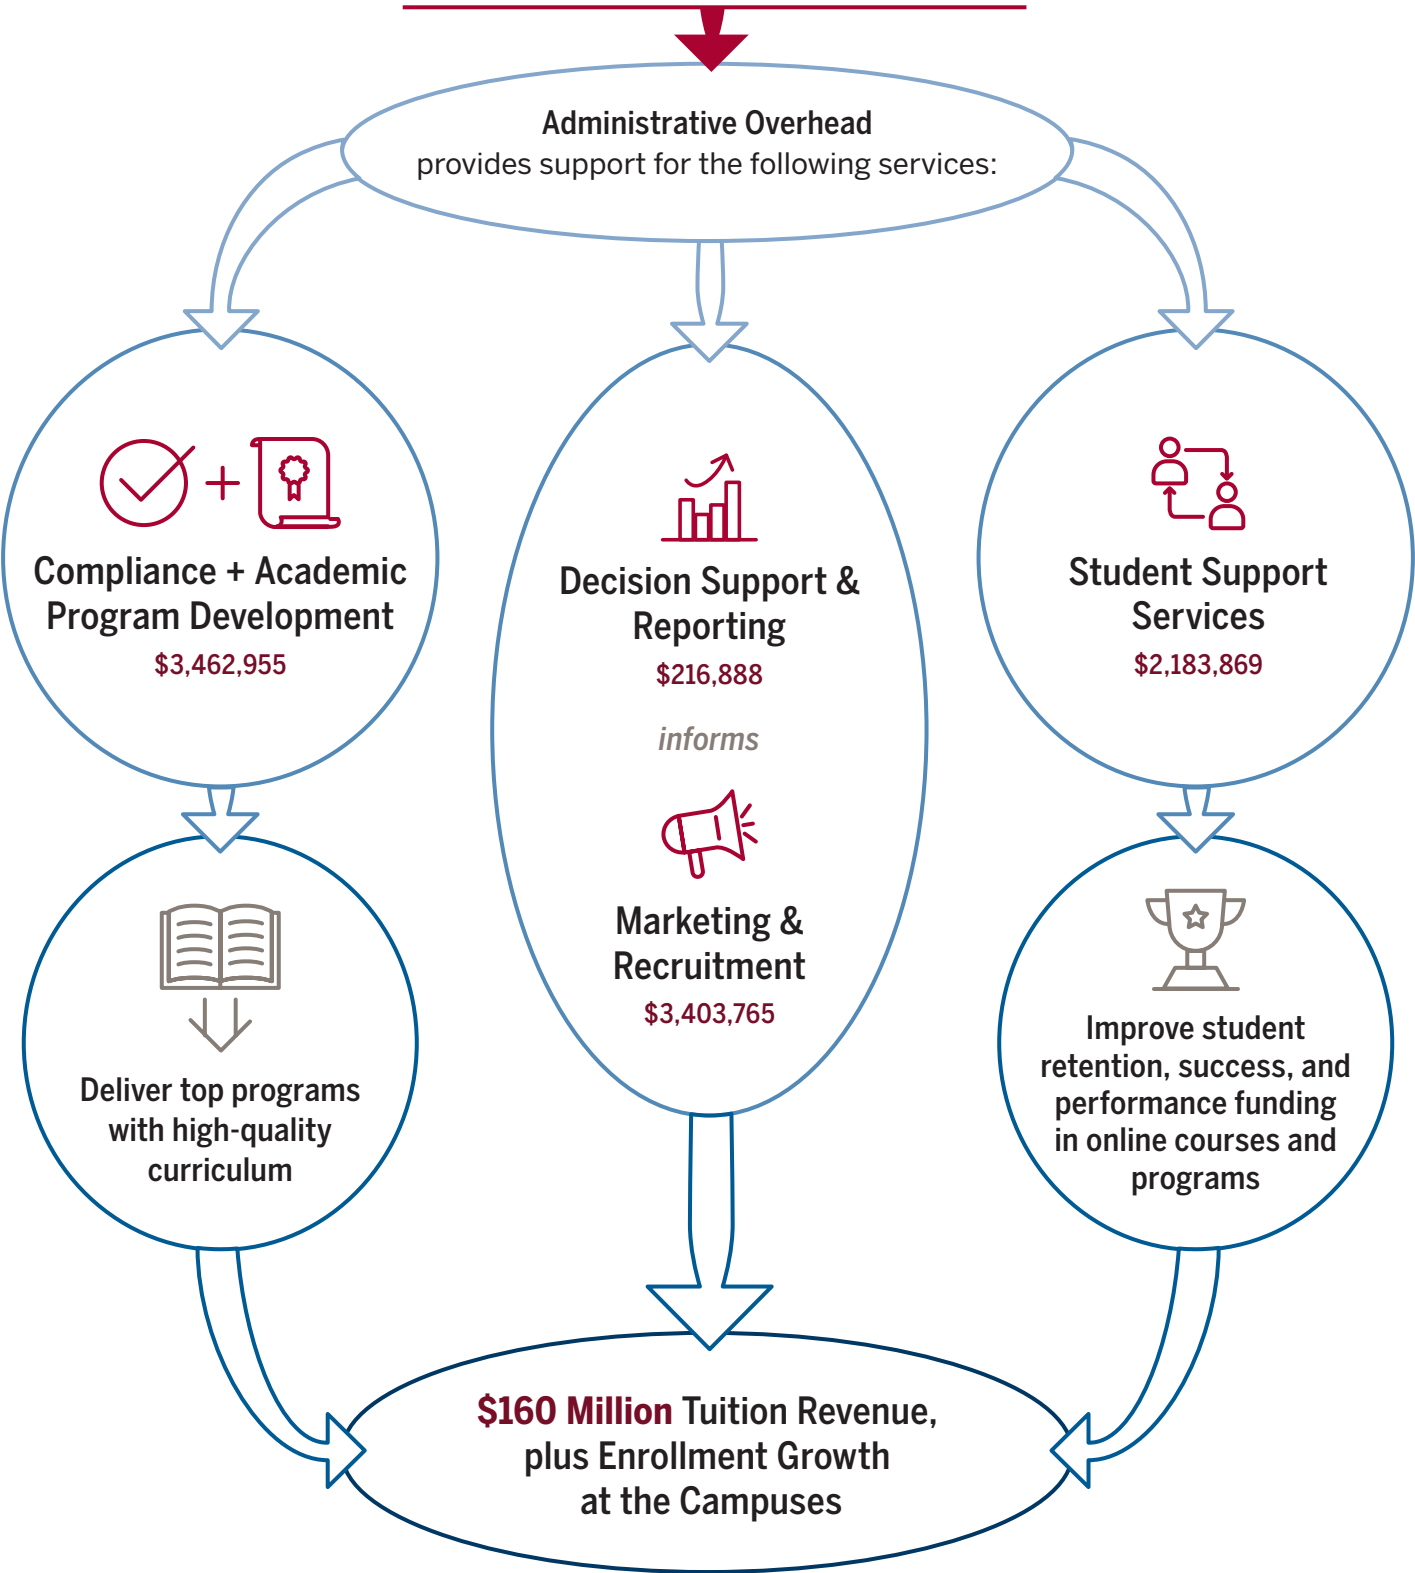 Administrative Overhead
provides support for the following services:
Compliance + Academic
Program Development
$3,462,955
Decision Support &
Reporting
$216,888
informs
Marketing &
Recruitment
$3,403,765
Student Support
Services
$2,183,869
Deliver top programs
with high-quality
curriculum
Improve student
retention, success, and
performance funding
in online courses and
programs
$160 Million Tuition Revenue,
plus Enrollment Growth
at the Campuses